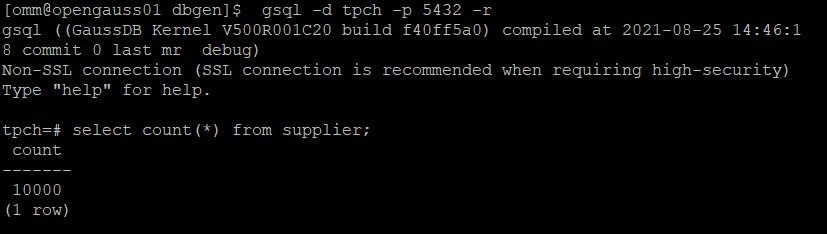 [omm@opengauss01 dbgen]$  gsql -d tpch -p 5432 -r
gsql ((GaussDB Kernel V500R001C20 build f40ff5a0) compiled at 2021-08-25 14:46:1
8 commit 0 last mr  debug)
Non-SSL connection (SSL connection is recommended when requiring high-security)
Type "help" for help.

tpch=# select count(*) from supplier;
 count
-------
 10000
(1 row)